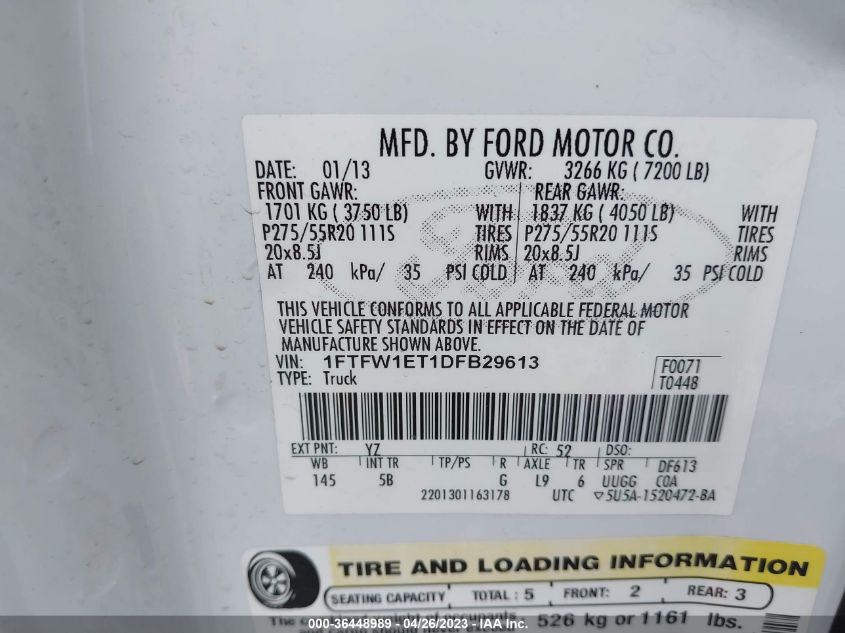 MFD. BY FORD MOTOR CO.
DATE: 01/13 GVWR: 3266 KG ( 7200 LB)
FRONT GAWR: REAR GAWR:
1701 KG ( 3750 LB) WITH 1837 KG ( 4050 LB) WITH
P275/55R20 111S TIRES P275/55R20 111S TIRES
20x8.5J RIMS 20x8.5J RIMS
AT 240 kPa/ 35 PSI COLD AT 240 kPa/ 35 PSI COLD
THIS VEHICLE CONFORMS TO ALL APPLICABLE FEDERAL MOTOR
VEHICLE SAFETY STANDARDS IN EFFECT ON THE DATE OF
MANUFACTURE SHOWN ABOVE.
VIN: 1FTFW1ET1DFB29613 F0071
TYPE: Truck T0448
EXT PNT: YZ RC: 52 DSO:
WB INT TR TP/PS R AXLE TR SPR DF613
145 5B G L9 6 UUGG COA
2201301163178 UTC ▽5U5A-1520472-BA
TIRE AND LOADING INFORMATION
SEATING CAPACITY TOTAL : 5 FRONT: 2 REAR: 3
526 kg or 1161 lbs.
000-36448989 - 04/26/2023 - IAA Inc.